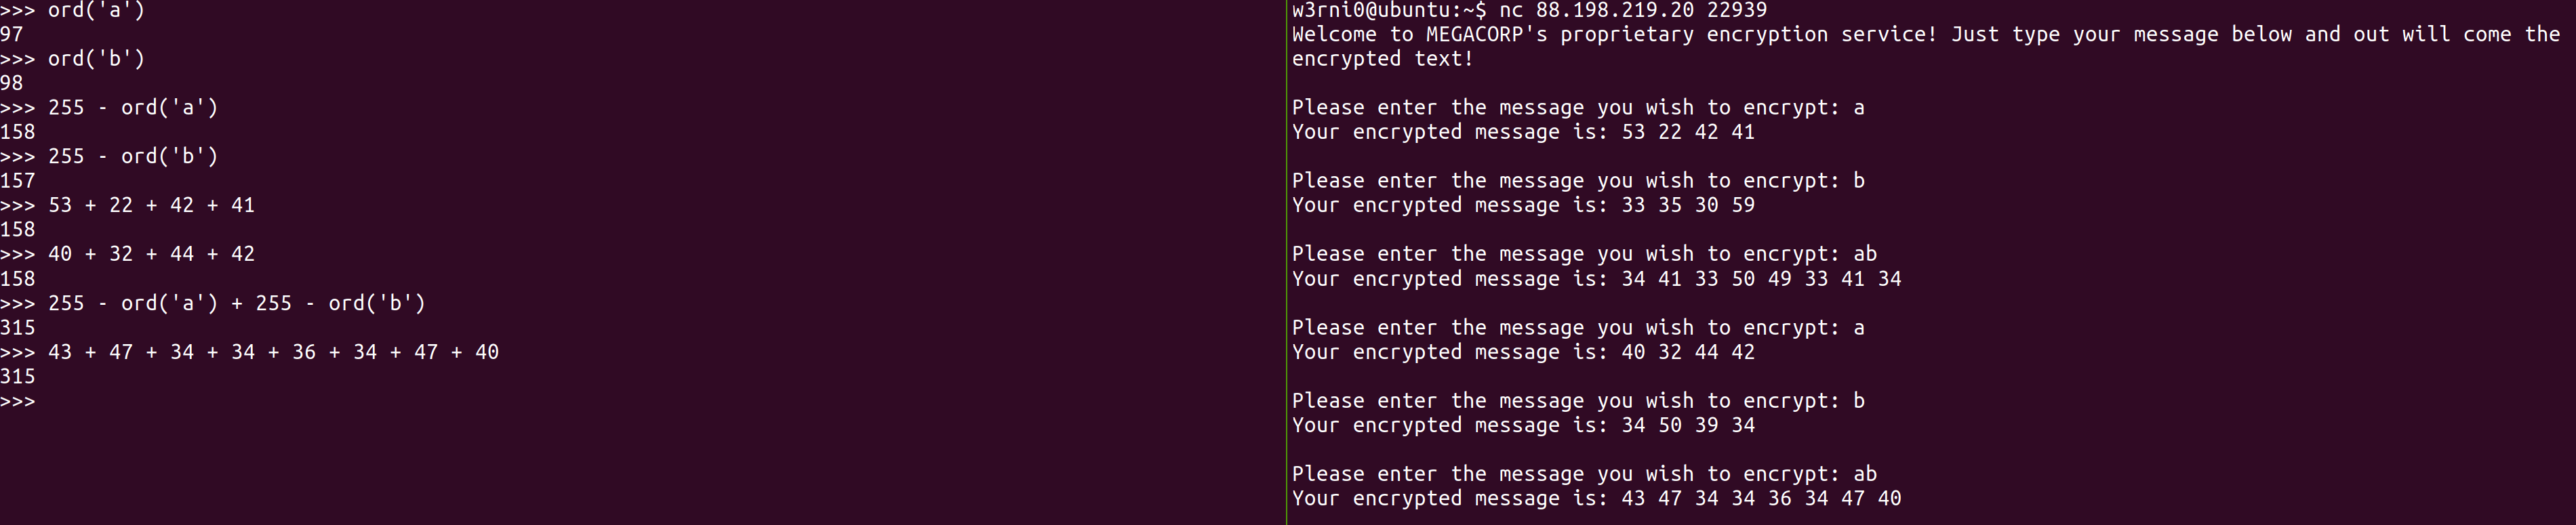 >>> ord('a')
97
>>> ord('b')
98
>>> 255 - ord('a')
158
>>> 255 - ord('b')
157
>>> 53 + 22 + 42 + 41
158
>>> 40 + 32 + 44 + 42
158
>>> 255 - ord('a') + 255 - ord('b')
315
>>> 43 + 47 + 34 + 34 + 36 + 34 + 47 + 40
315
>>>
w3rni0@ubuntu:~$ nc 88.198.219.20 22939
Welcome to MEGACORP's proprietary encryption service! Just type your message below and out will come the
encrypted text!
Please enter the message you wish to encrypt: a
Your encrypted message is: 53 22 42 41
Please enter the message you wish to encrypt: b
Your encrypted message is: 33 35 30 59
Please enter the message you wish to encrypt: ab
Your encrypted message is: 34 41 33 50 49 33 41 34
Please enter the message you wish to encrypt: a
Your encrypted message is: 40 32 44 42
Please enter the message you wish to encrypt: b
Your encrypted message is: 34 50 39 34
Please enter the message you wish to encrypt: ab
Your encrypted message is: 43 47 34 34 36 34 47 40